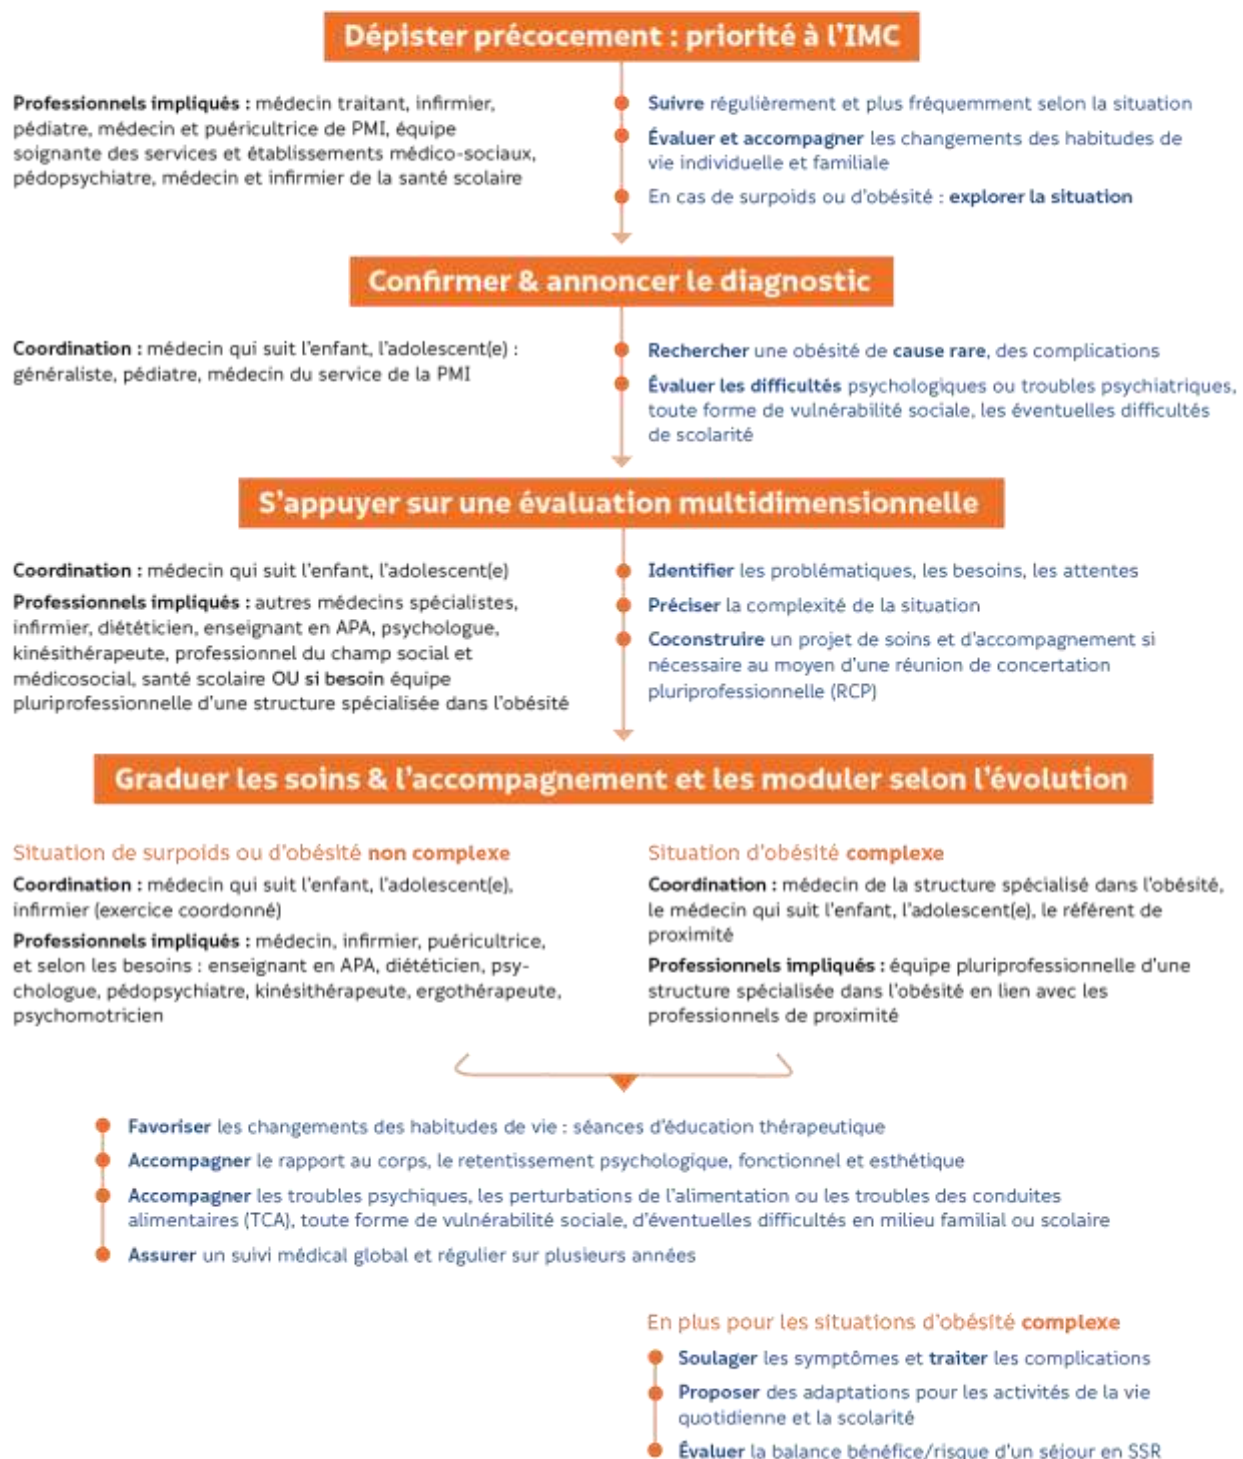 Dépister précocement : priorité à l'IMC
Professionnels impliqués : médecin traitant, infirmier,
pédiatre, médecin et puéricultrice de PMI, équipe
soignante des services et établissements médico-sociaux,
pédopsychiatre, médecin et infirmier de la santé scolaire
Suivre régulièrement et plus fréquemment selon la situation
Évaluer et accompagner les changements des habitudes de
vie individuelle et familiale
En cas de surpoids ou d'obésité : explorer la situation
Confirmer & annoncer le diagnostic
Coordination : médecin qui suit l'enfant, l'adolescent(e) :
généraliste, pédiatre, médecin du service de la PMI
Rechercher une obésité de cause rare, des complications
Évaluer les difficultés psychologiques ou troubles psychiatriques,
toute forme de vulnérabilité sociale, les éventuelles difficultés
de scolarité
S'appuyer sur une évaluation multidimensionnelle
Coordination : médecin qui suit l'enfant, l'adolescent(e)
Professionnels impliqués : autres médecins spécialistes,
infirmier, diététicien, enseignant en APA, psychologue,
kinésithérapeute, professionnel du champ social et
médicosocial, santé scolaire OU si besoin équipe
pluriprofessionnelle d'une structure spécialisée dans l'obésité
Identifier les problématiques, les besoins, les attentes
Préciser la complexité de la situation
Coconstruire un projet de soins et d'accompagnement si
nécessaire au moyen d'une réunion de concertation
pluriprofessionnelle (RCP)
Graduer les soins & l'accompagnement et les moduler selon l'évolution
Situation de surpoids ou d'obésité non complexe
Coordination : médecin qui suit l'enfant, l'adolescent(e),
infirmier (exercice coordonné)
Professionnels impliqués : médecin, infirmier, puéricultrice,
et selon les besoins : enseignant en APA, diététicien, psy-
chologue, pédopsychiatre, kinésithérapeute, ergothérapeute,
psychomotricien
Situation d'obésité complexe
Coordination : médecin de la structure spécialisé dans l'obésité,
le médecin qui suit l'enfant, l'adolescent(e), le référent de
proximité
Professionnels impliqués : équipe pluriprofessionnelle d'une
structure spécialisée dans l'obésité en lien avec les
professionnels de proximité
Favoriser les changements des habitudes de vie : séances d'éducation thérapeutique
Accompagner le rapport au corps, le retentissement psychologique, fonctionnel et esthétique
Accompagner les troubles psychiques, les perturbations de l'alimentation ou les troubles des conduites
alimentaires (TCA), toute forme de vulnérabilité sociale, d'éventuelles difficultés en milieu familial ou scolaire
Assurer un suivi médical global et régulier sur plusieurs années
En plus pour les situations d'obésité complexe
Soulager les symptômes et traiter les complications
Proposer des adaptations pour les activités de la vie
quotidienne et la scolarité
Évaluer la balance bénéfice/risque d'un séjour en SSR